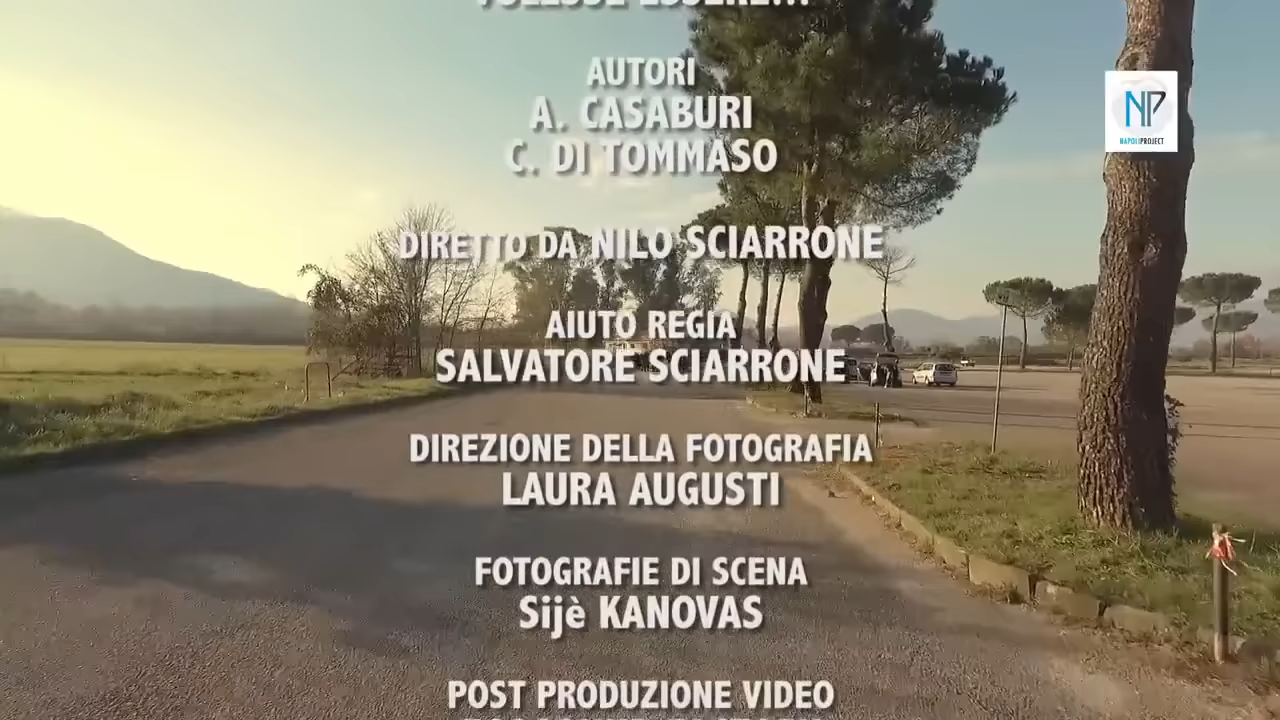 AUTORI
A. CASABURI
C. DI TOMMASO
DIRETTO DA NILO SCIARRONE
AIUTO REGIA
SALVATORE SCIARRONE
DIREZIONE DELLA FOTOGRAFIA
LAURA AUGUSTI
FOTOGRAFIE DI SCENA
Sijè KANOVAS
POST PRODUZIONE VIDEO
NP
NAPOLIPROJECT